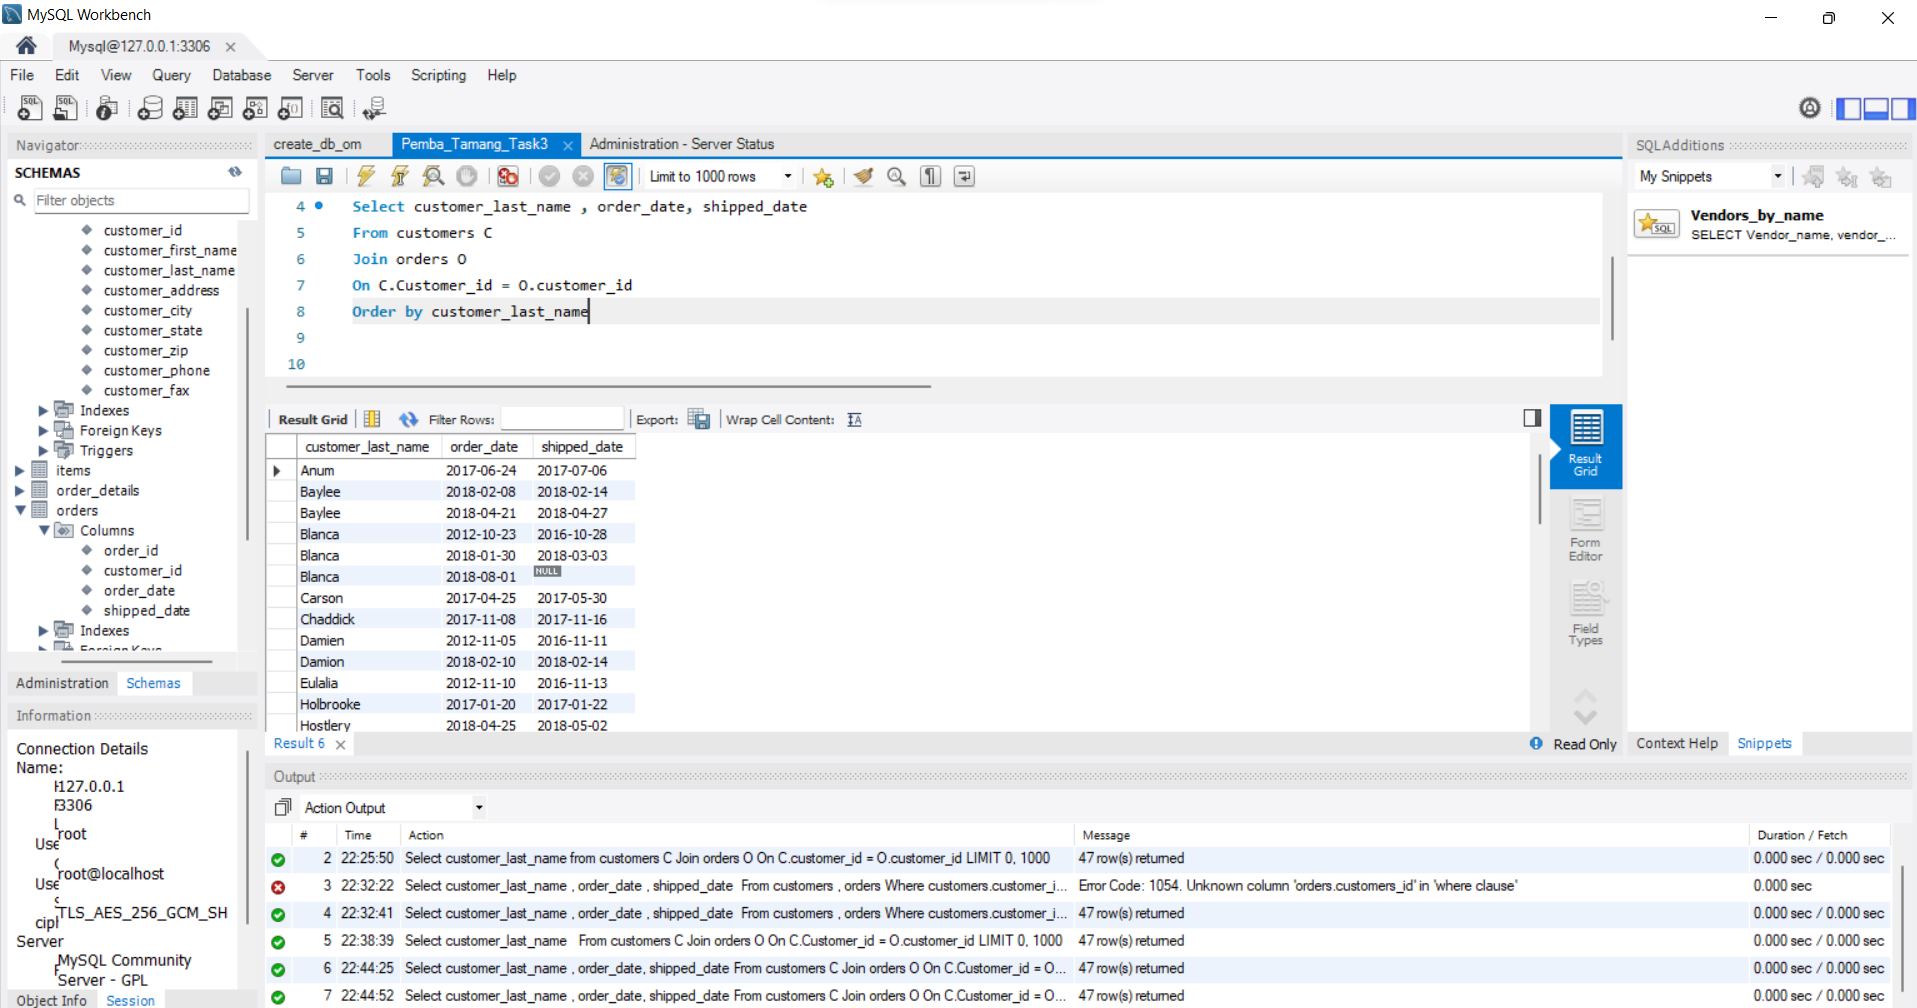 MySQL Workbench
Mysql@127.0.0.1:3306
File Edit View Query Database Server Tools Scripting Help
Navigator
SCHEMAS
Filter objects
customer_id
customer_first_name
customer_last_name
customer_address
customer_city
customer_state
customer_zip
customer_phone
customer_fax
Indexes
Foreign Keys
Triggers
items
order_details
orders
Columns
order_id
customer_id
order_date
shipped_date
Indexes
Foreign Keys
Administration Schemas
Information
Connection Details
Name:
127.0.0.1
3306
root
Use
root@localhost
Use
TLS_AES_256_GCM_SH
Server
MySQL Community
Server - GPL
Object Info Session
create_db_om Pemba_Tamang_Task3 Administration - Server Status
Limit to 1000 rows
4 Select customer_last_name , order_date, shipped_date
5 From customers C
6 Join orders O
7 On C.Customer_id = O.customer_id
8 Order by customer_last_name
9
10
Result Grid Filter Rows: Export: Wrap Cell Content:
customer_last_name order_date shipped_date
Anum 2017-06-24 2017-07-06
Baylee 2018-02-08 2018-02-14
Baylee 2018-04-21 2018-04-27
Blanca 2012-10-23 2016-10-28
Blanca 2018-01-30 2018-03-03
Blanca 2018-08-01 NULL
Carson 2017-04-25 2017-05-30
Chaddick 2017-11-08 2017-11-16
Damien 2012-11-05 2016-11-11
Damion 2018-02-10 2018-02-14
Eulalia 2012-11-10 2016-11-13
Holbrooke 2017-01-20 2017-01-22
Hostlery 2018-04-25 2018-05-02
Result 6
Read Only
Result
Grid
Form
Editor
Field
Types
SQLAdditions
My Snippets
Vendors_by_name
SELECT Vendor_name, vendor_...
Context Help Snippets
Output
Action Output
# Time Action Message Duration / Fetch
2 22:25:50 Select customer_last_name from customers C Join orders O On C.customer_id = O.customer_id LIMIT 0, 1000 47 row(s) returned 0.000 sec / 0.000 sec
3 22:32:22 Select customer_last_name , order_date , shipped_date From customers , orders Where customers.customer_i... Error Code: 1054. Unknown column 'orders.customers_id' in 'where clause' 0.000 sec
4 22:32:41 Select customer_last_name , order_date , shipped_date From customers , orders Where customers.customer_i... 47 row(s) returned 0.000 sec / 0.000 sec
5 22:38:39 Select customer_last_name From customers C Join orders O On C.Customer_id = O.customer_id LIMIT 0, 1000 47 row(s) returned 0.000 sec / 0.000 sec
6 22:44:25 Select customer_last_name , order_date, shipped_date From customers C Join orders O On C.Customer_id = O... 47 row(s) returned 0.000 sec / 0.000 sec
7 22:44:52 Select customer_last_name , order_date, shipped_date From customers C Join orders O On C.Customer_id = O... 47 row(s) returned 0.000 sec / 0.000 sec